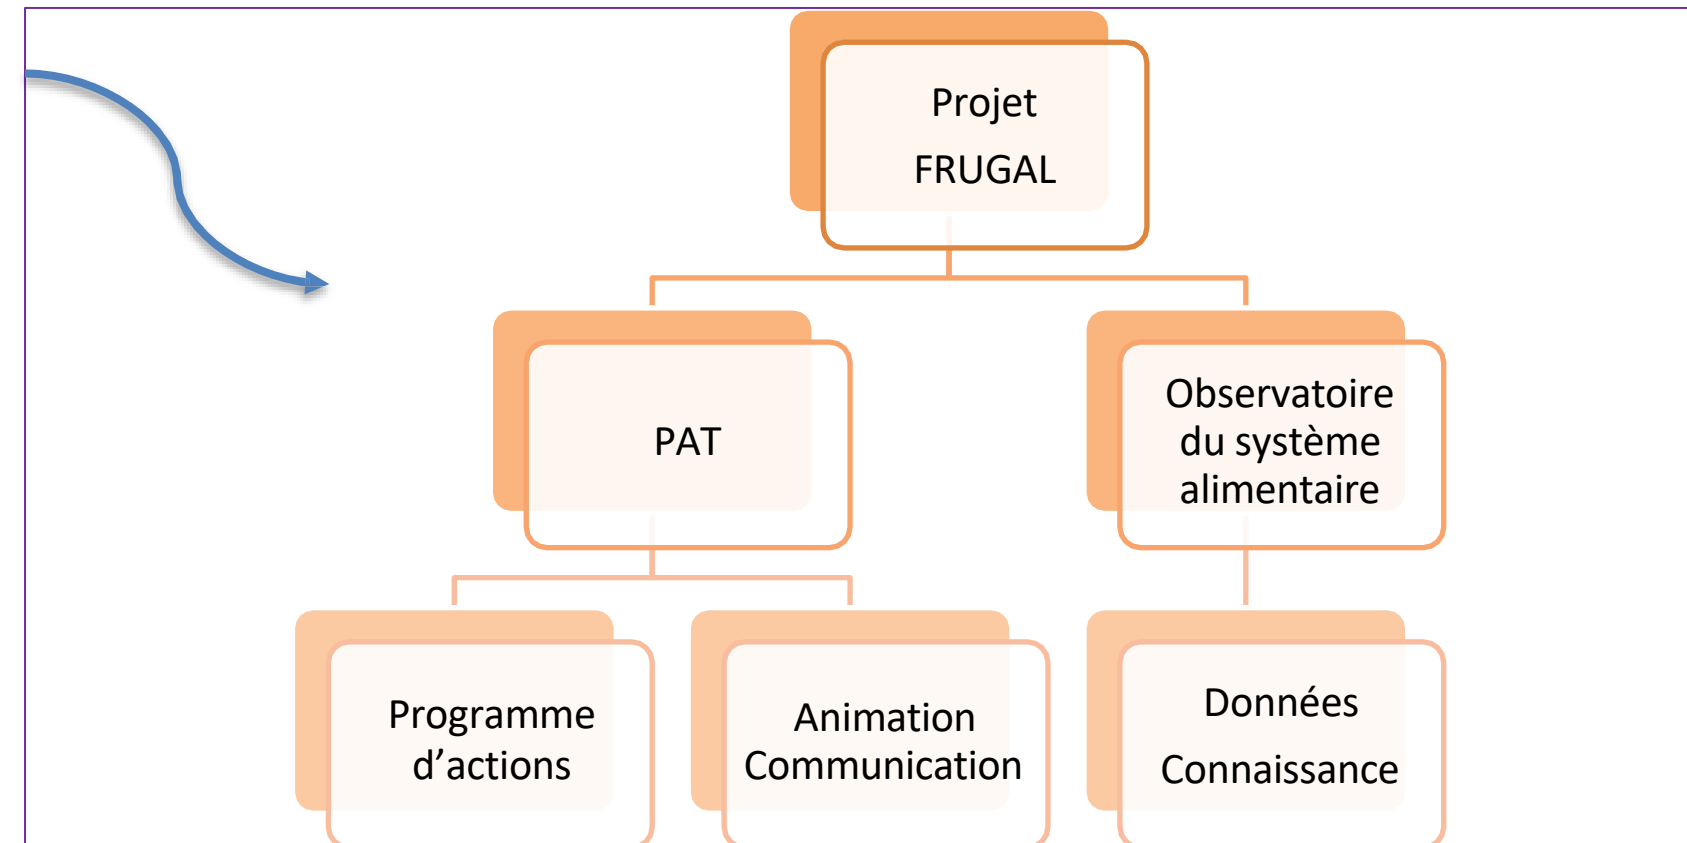 Projet
FRUGAL
PAT
Observatoire
du système
alimentaire
Programme
d’actions
Animation
Communication
Données
Connaissance